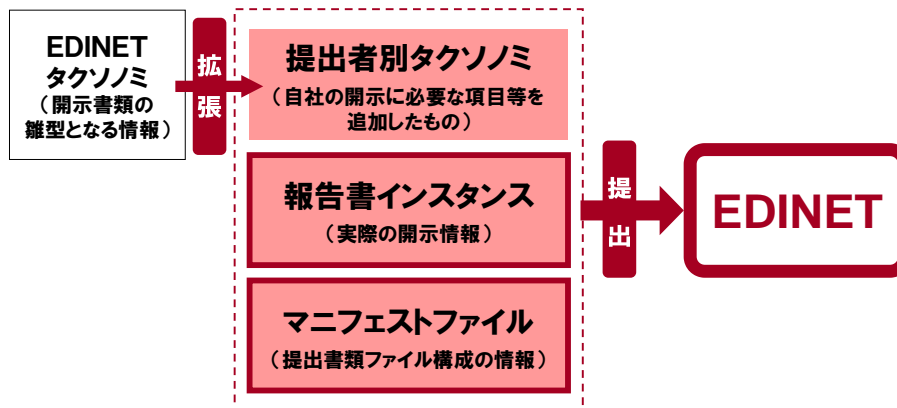 EDINET
タクソノミ
（開示書類の
雛型となる情報）
拡張
提出者別タクソノミ
（自社の開示に必要な項目等を
追加したもの）
報告書インスタンス
（実際の開示情報）
マニフェストファイル
（提出書類ファイル構成の情報）
提出
EDINET